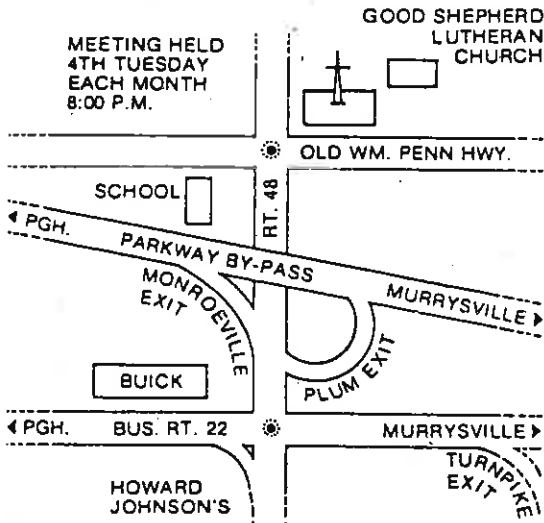 GOOD SHEPHERD
LUTHERAN
CHURCH
MEETING HELD
4TH TUESDAY
EACH MONTH
8:00 P.M.
OLD WM. PENN HWY.
SCHOOL
RT. 48
◄ PGH.
PARKWAY BY-PASS
MURRYSVILLE ►
MONROEVILLE
EXIT
PLUM EXIT
BUICK
◄ PGH.
BUS. RT. 22
MURRYSVILLE ►
TURNPIKE
EXIT
HOWARD
JOHNSON'S